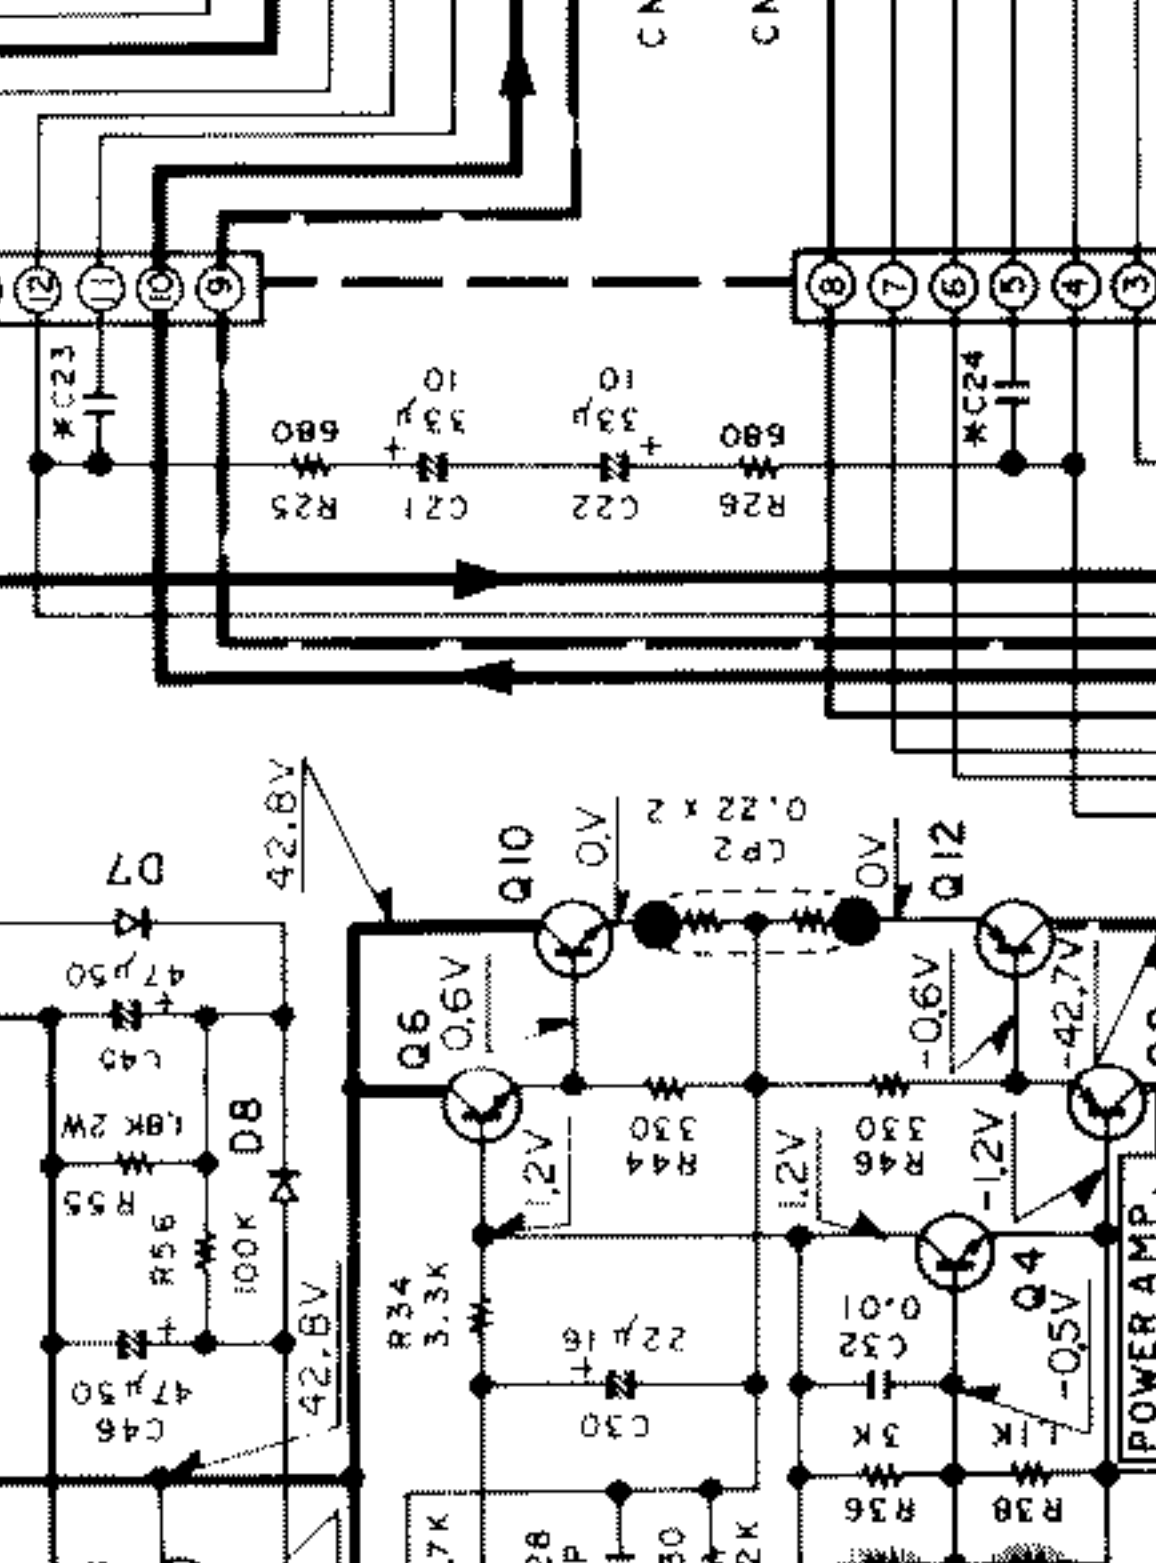 CN
CN
12
11
10
9
8
7
6
5
4
3
*C23
10
33µ
+
10
33µ
+
*C24
680
R25
C21
C22
680
R26
42.8V
Q10
0V
0.22 x 2
CP2
0V
Q12
D7
47µ50
+
C45
Q6
0.6V
-0.6V
-42.7V
1.8K 2W
R55
D8
330
R44
330
R46
1.2V
1.2V
-1.2V
R56
100K
R34
3.3K
42.8V
+
47µ50
C46
22µ16
+
C30
0.01
C32
Q4
-0.5V
POWER AMP.
3K
R36
1.1K
R38
.7K
28
P
30
2K